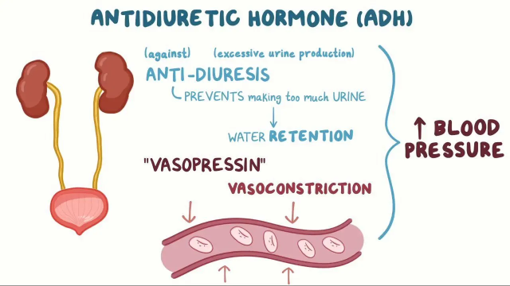 ANTIDIURETIC HORMONE (ADH)
(against) (excessive urine production)
ANTI-DIURESIS
PREVENTS making too much URINE
WATER RETENTION
"VASOPRESSIN"
VASOCONSTRICTION
↑ BLOOD
PRESSURE